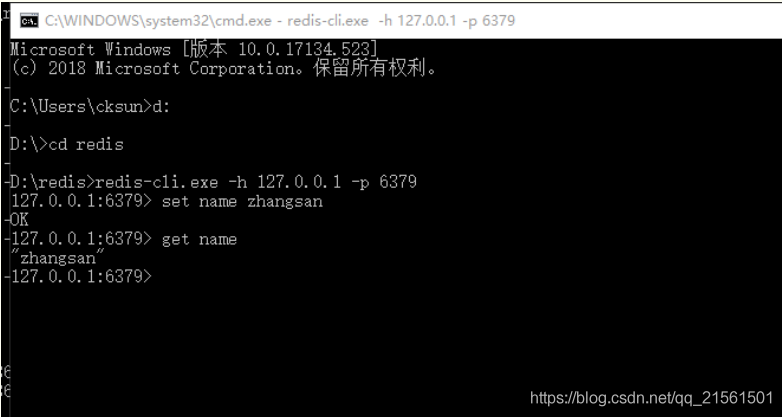 C:\WINDOWS\system32\cmd.exe - redis-cli.exe -h 127.0.0.1 -p 6379
Microsoft Windows [版本 10.0.17134.523]
(c) 2018 Microsoft Corporation。保留所有权利。
C:\Users\cksun>d:
D:\>cd redis
D:\redis>redis-cli.exe -h 127.0.0.1 -p 6379
127.0.0.1:6379> set name zhangsan
OK
127.0.0.1:6379> get name
"zhangsan"
127.0.0.1:6379>
https://blog.csdn.net/qq_21561501